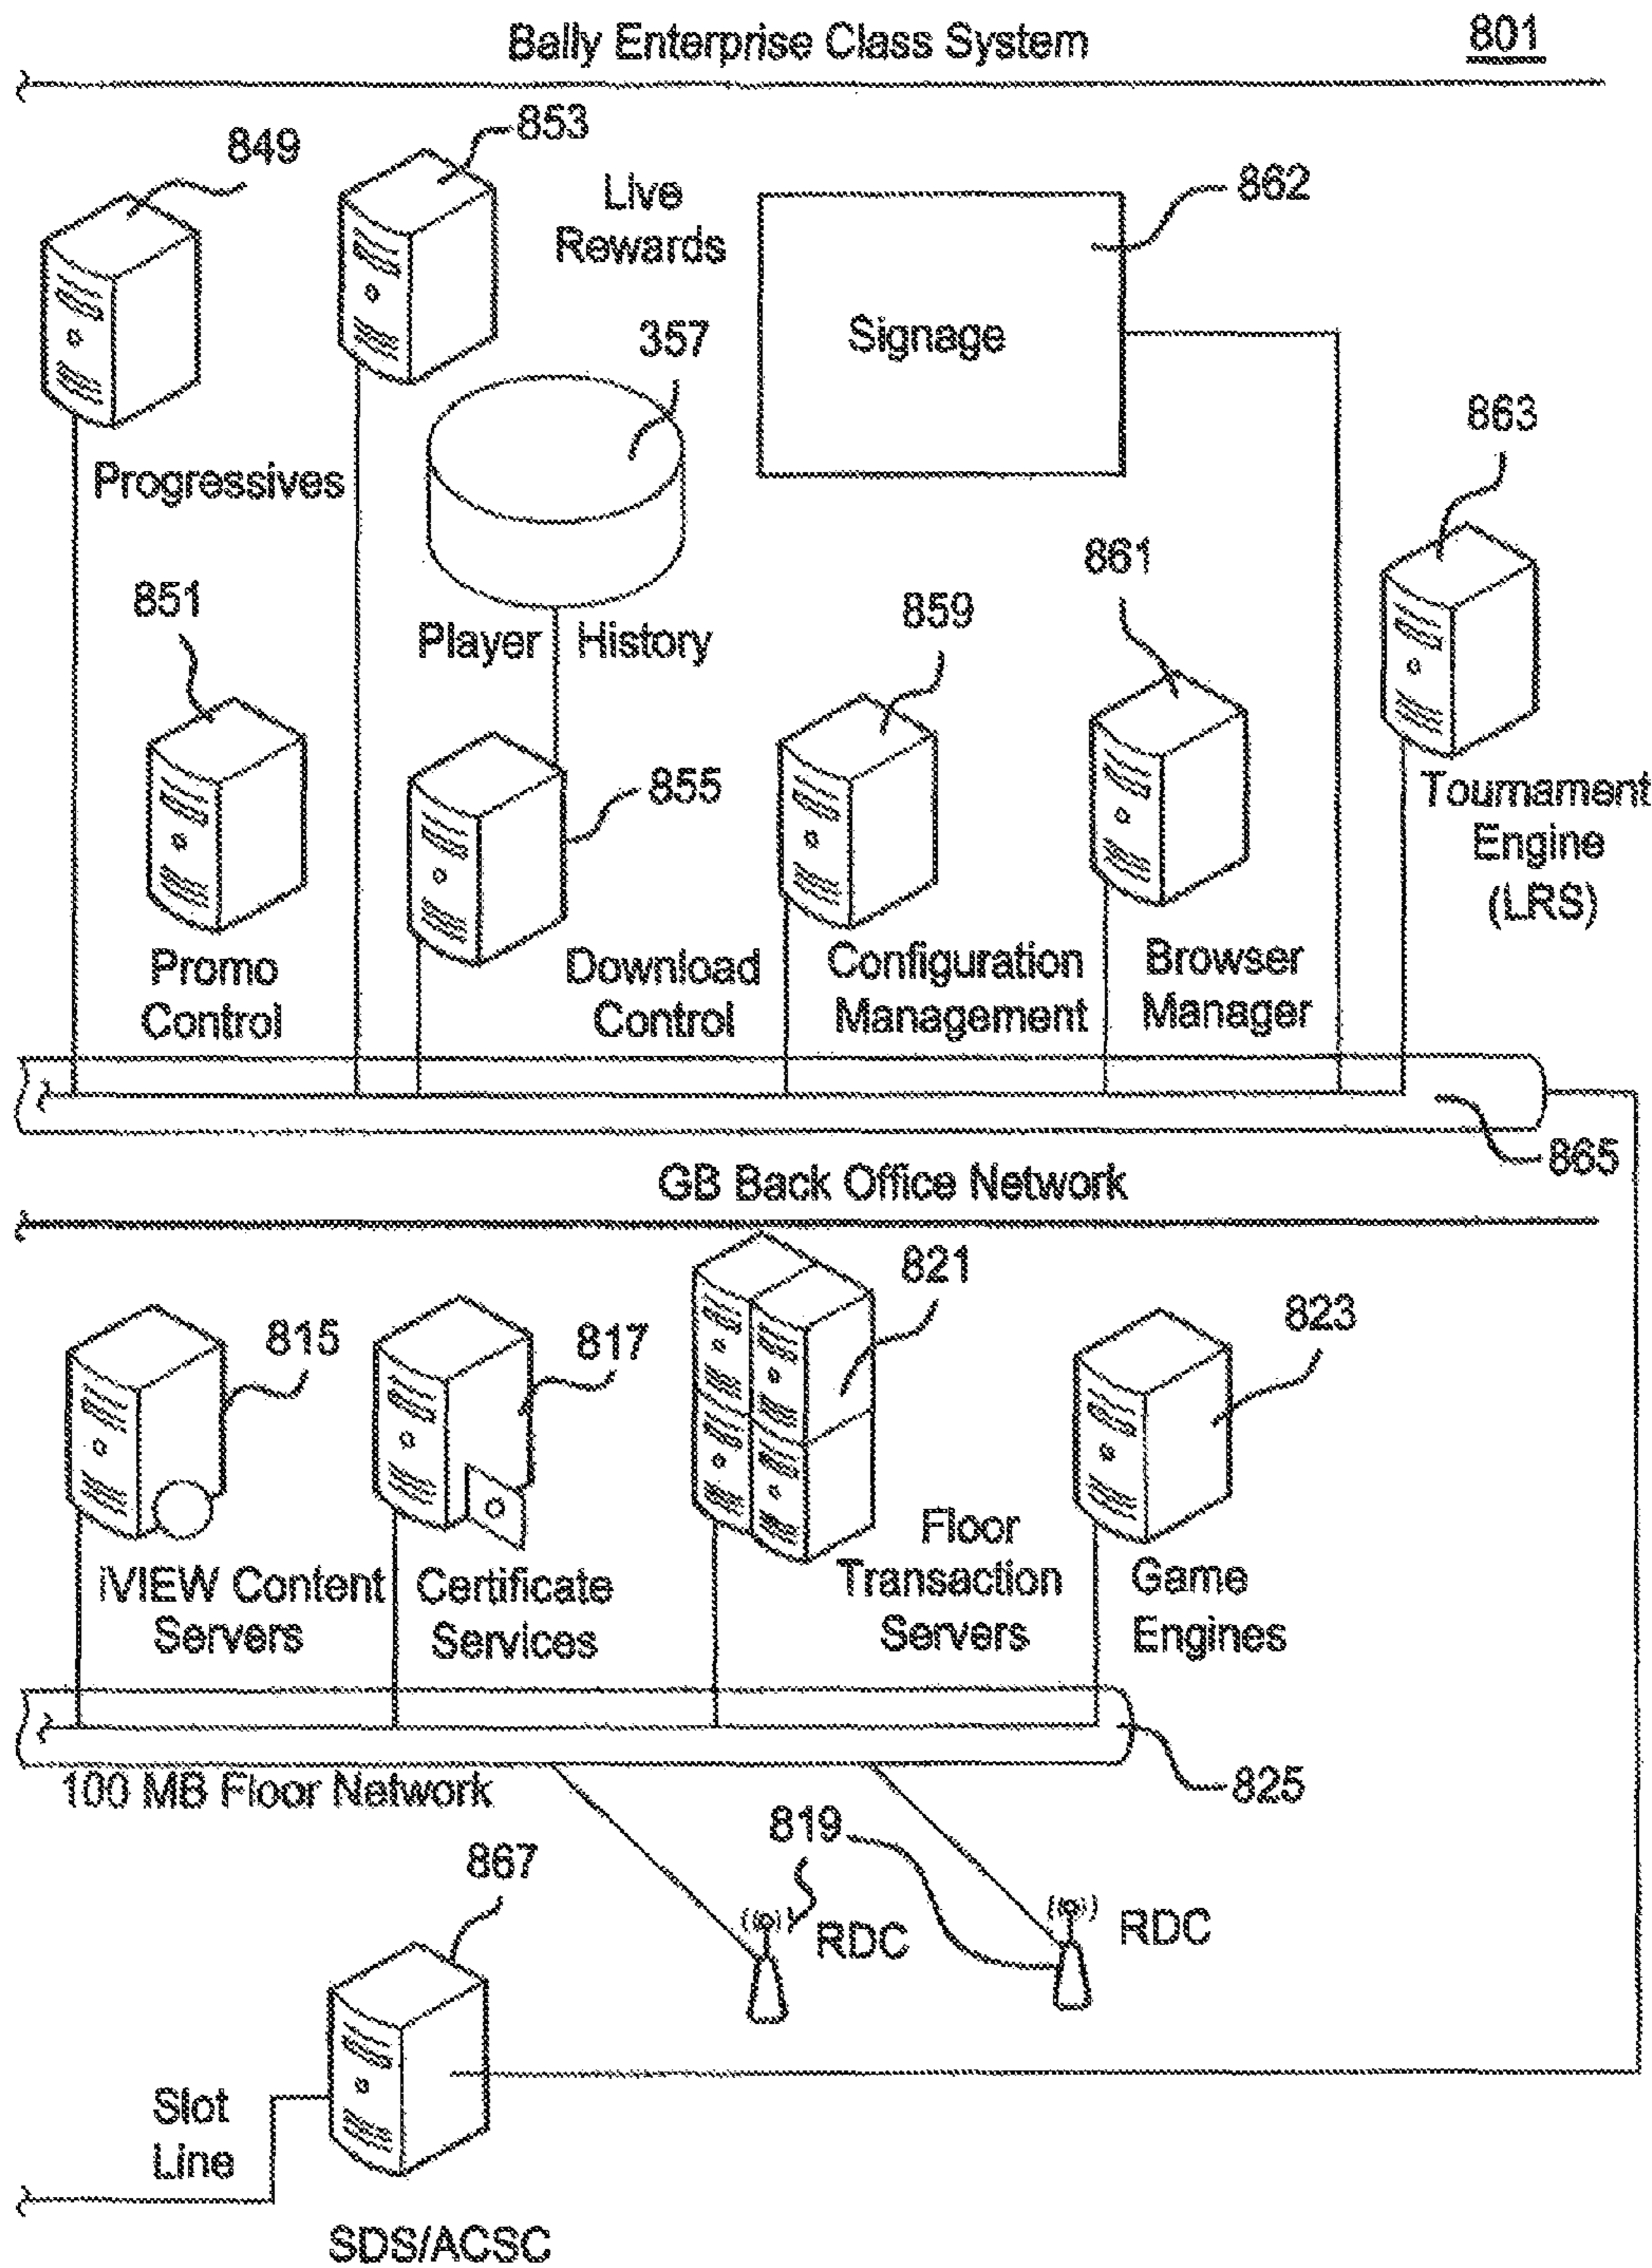 Bally Enterprise Class System
801
849
853
Live
Rewards
862
357
Signage
863
Progressives
851
Player History
859
861
855
Tournament
Engine
(LRS)
Promo
Control
Download
Control
Configuration
Management
Browser
Manager
865
GB Back Office Network
815
817
821
823
iVIEW Content
Servers
Certificate
Services
Floor
Transaction
Servers
Game
Engines
100 MB Floor Network
825
819
867
RDC
RDC
Slot
Line
SDS/ACSC